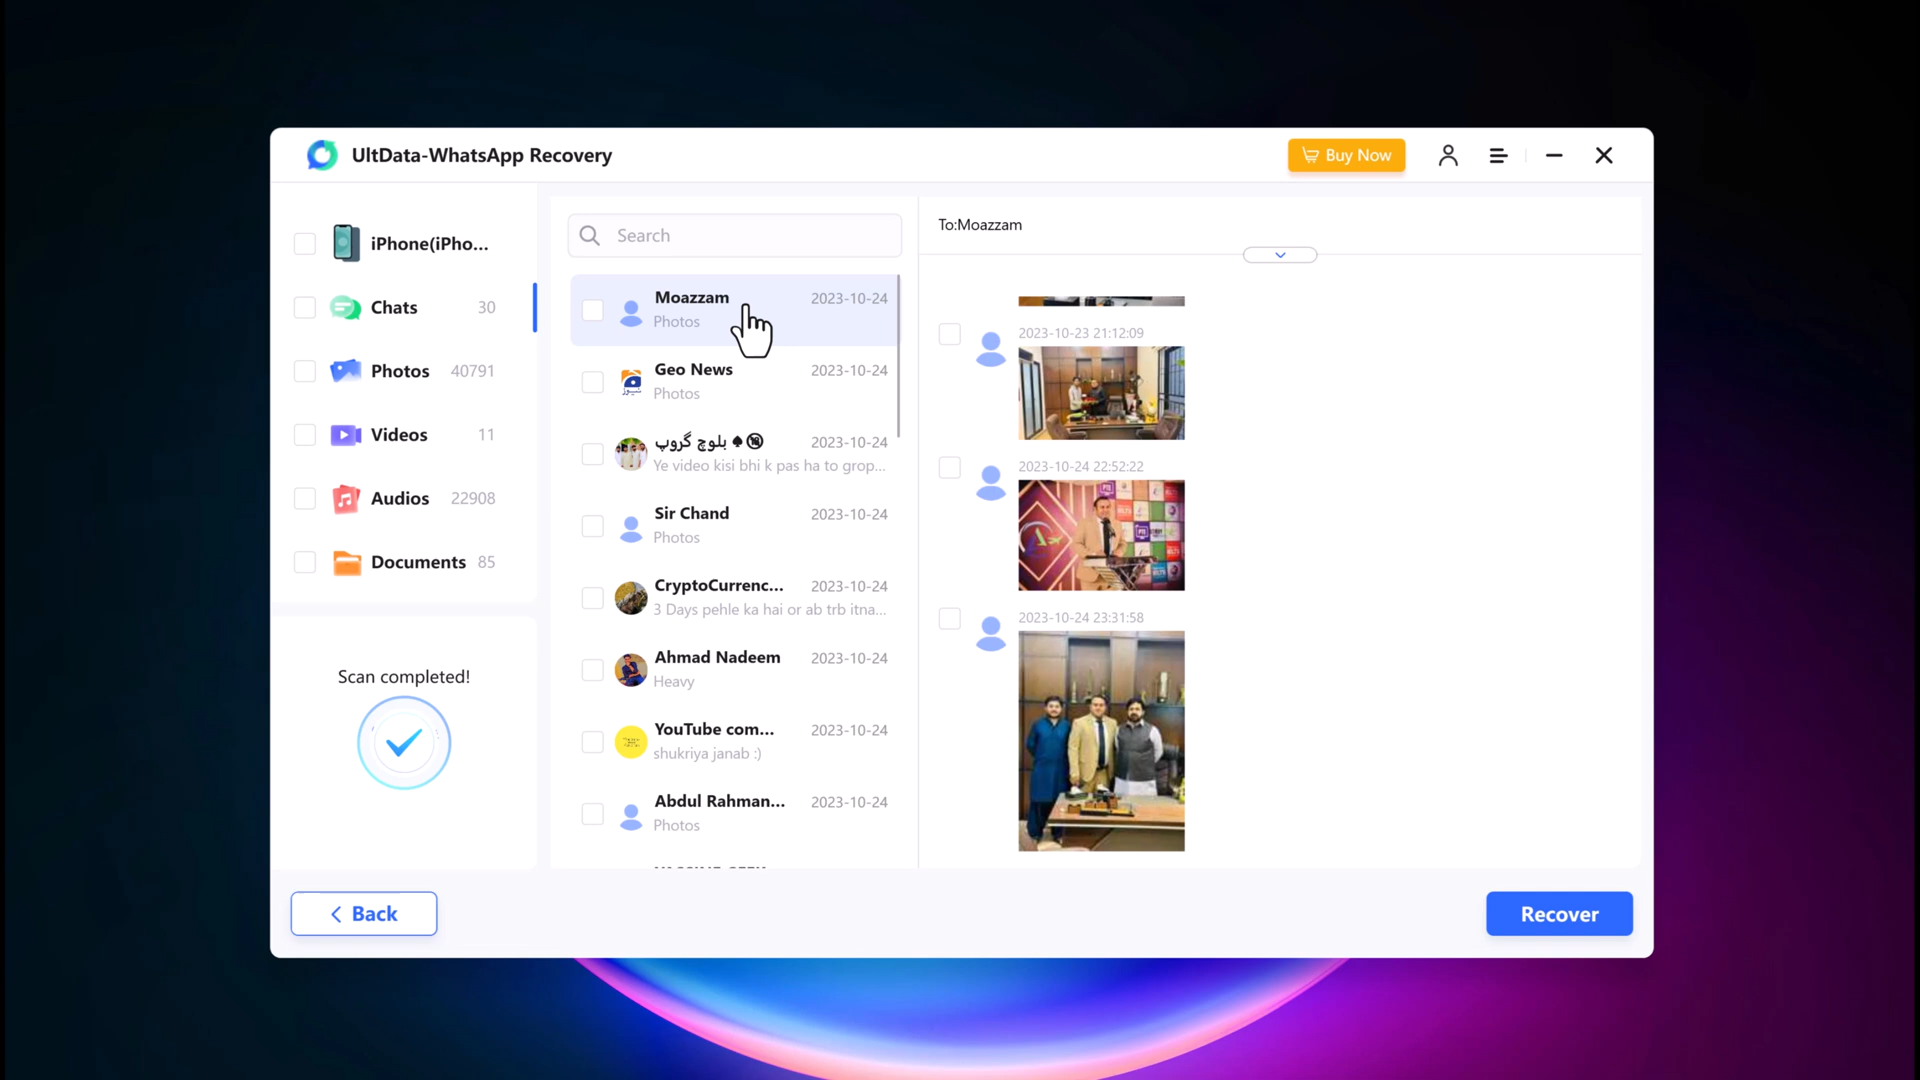 UltData-WhatsApp Recovery
Buy Now
iPhone(iPho...
Chats 30
Photos 40791
Videos 11
Audios 22908
Documents 85
Scan completed!
Back
Search
Moazzam 2023-10-24
Photos
Geo News 2023-10-24
Photos
بلوچ گروپ ♠🔞 2023-10-24
Ye video kisi bhi k pas ha to grop...
Sir Chand 2023-10-24
Photos
CryptoCurrenc... 2023-10-24
3 Days pehle ka hai or ab trb itna...
Ahmad Nadeem 2023-10-24
Heavy
YouTube com... 2023-10-24
shukriya janab :)
Abdul Rahman... 2023-10-24
Photos
To:Moazzam
2023-10-23 21:12:09
2023-10-24 22:52:22
2023-10-24 23:31:58
Recover